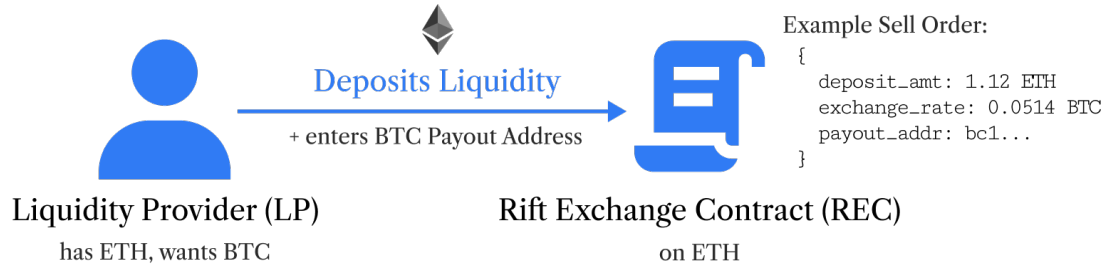 Deposits Liquidity
+ enters BTC Payout Address
Liquidity Provider (LP)
has ETH, wants BTC
Rift Exchange Contract (REC)
on ETH
Example Sell Order:
{
deposit_amt: 1.12 ETH
exchange_rate: 0.0514 BTC
payout_addr: bc1...
}